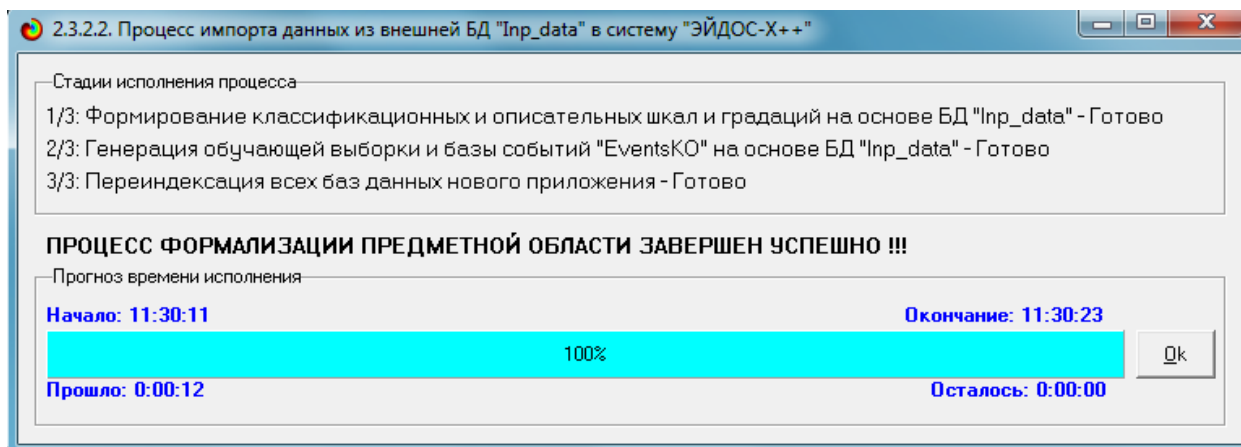 2.3.2.2. Процесс импорта данных из внешней БД "Inp_data" в систему "ЭЙДОС-X++"
Стадии исполнения процесса
1/3: Формирование классификационных и описательных шкал и градаций на основе БД "Inp_data" - Готово
2/3: Генерация обучающей выборки и базы событий "EventsKO" на основе БД "Inp_data" - Готово
3/3: Переиндексация всех баз данных нового приложения - Готово
ПРОЦЕСС ФОРМАЛИЗАЦИИ ПРЕДМЕТНОЙ ОБЛАСТИ ЗАВЕРШЕН УСПЕШНО !!!
Прогноз времени исполнения
Начало: 11:30:11 Окончание: 11:30:23
100% Ok
Прошло: 0:00:12 Осталось: 0:00:00